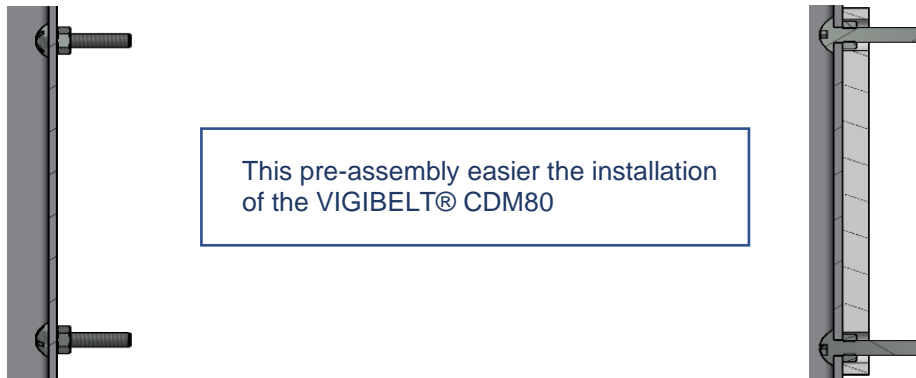 This pre-assembly easier the installation
of the VIGIBELT® CDM80